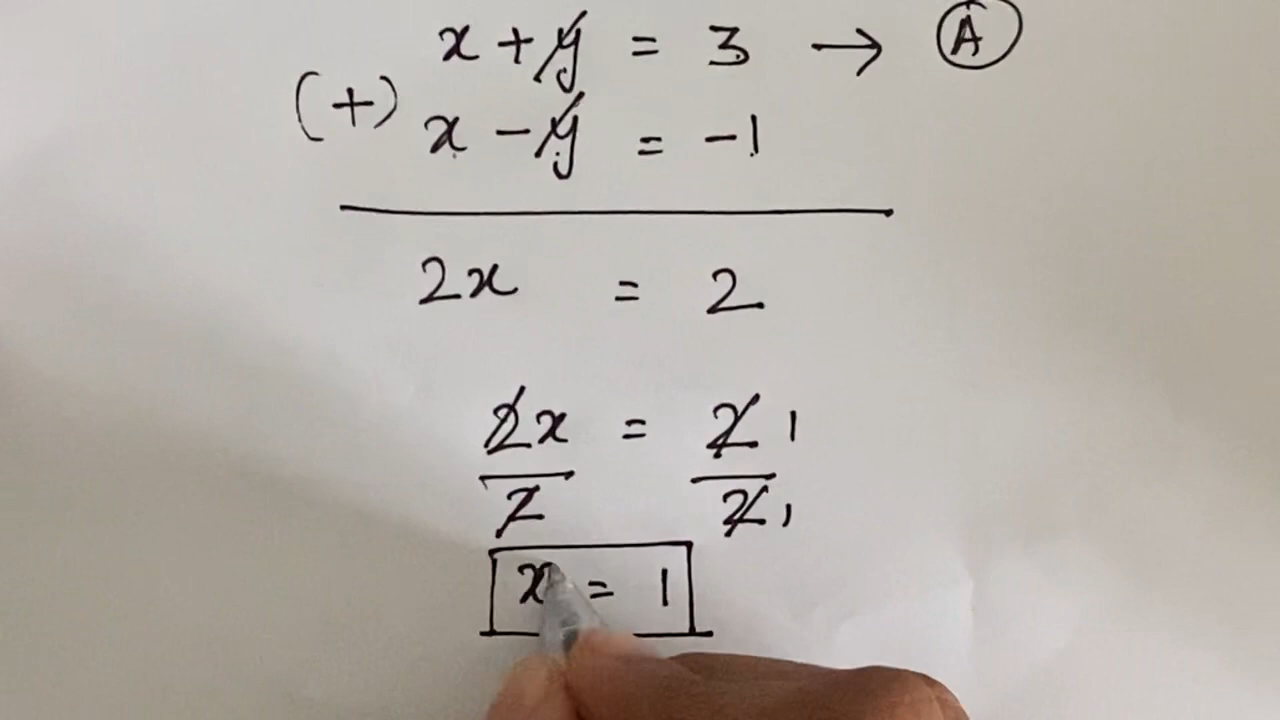 x + y = 3 → A
(+) x - y = -1
2x = 2
2x = 2 1
2 2 1
x = 1